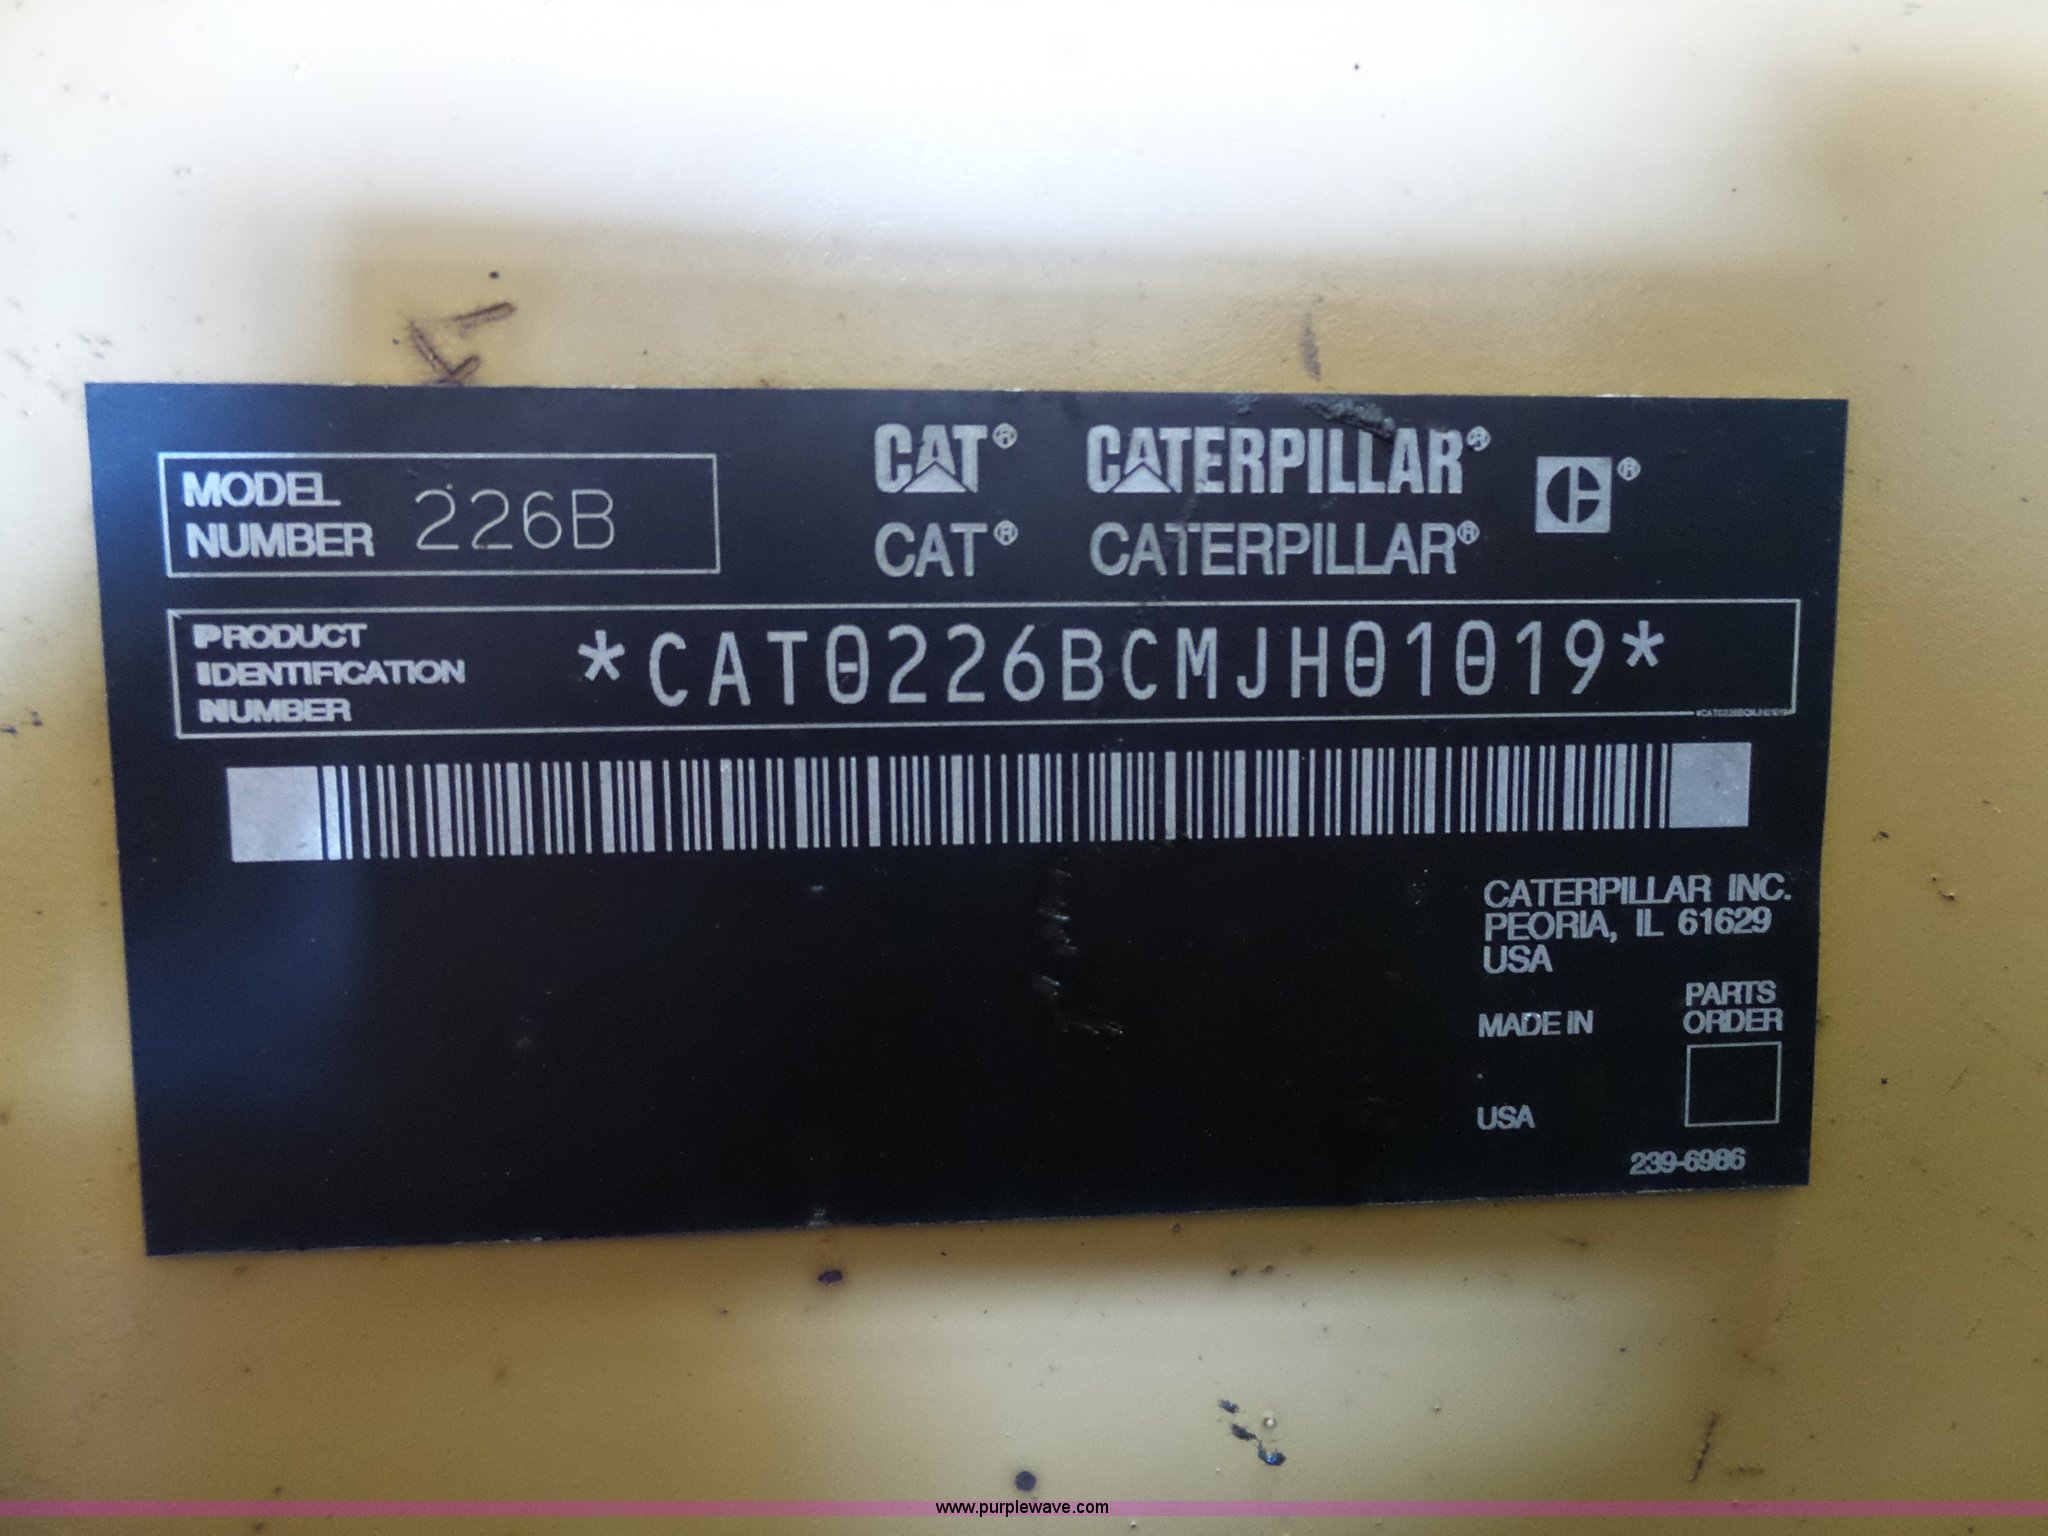 MODEL NUMBER 226B
CAT® CATERPILLAR® ®
CAT® CATERPILLAR®
PRODUCT
IDENTIFICATION
NUMBER
*CAT0226BCMJH01019*
*CAT0226BCMJH01019*
CATERPILLAR INC.
PEORIA, IL 61629
USA
MADE IN
USA
PARTS
ORDER
239-6986
www.purplewave.com